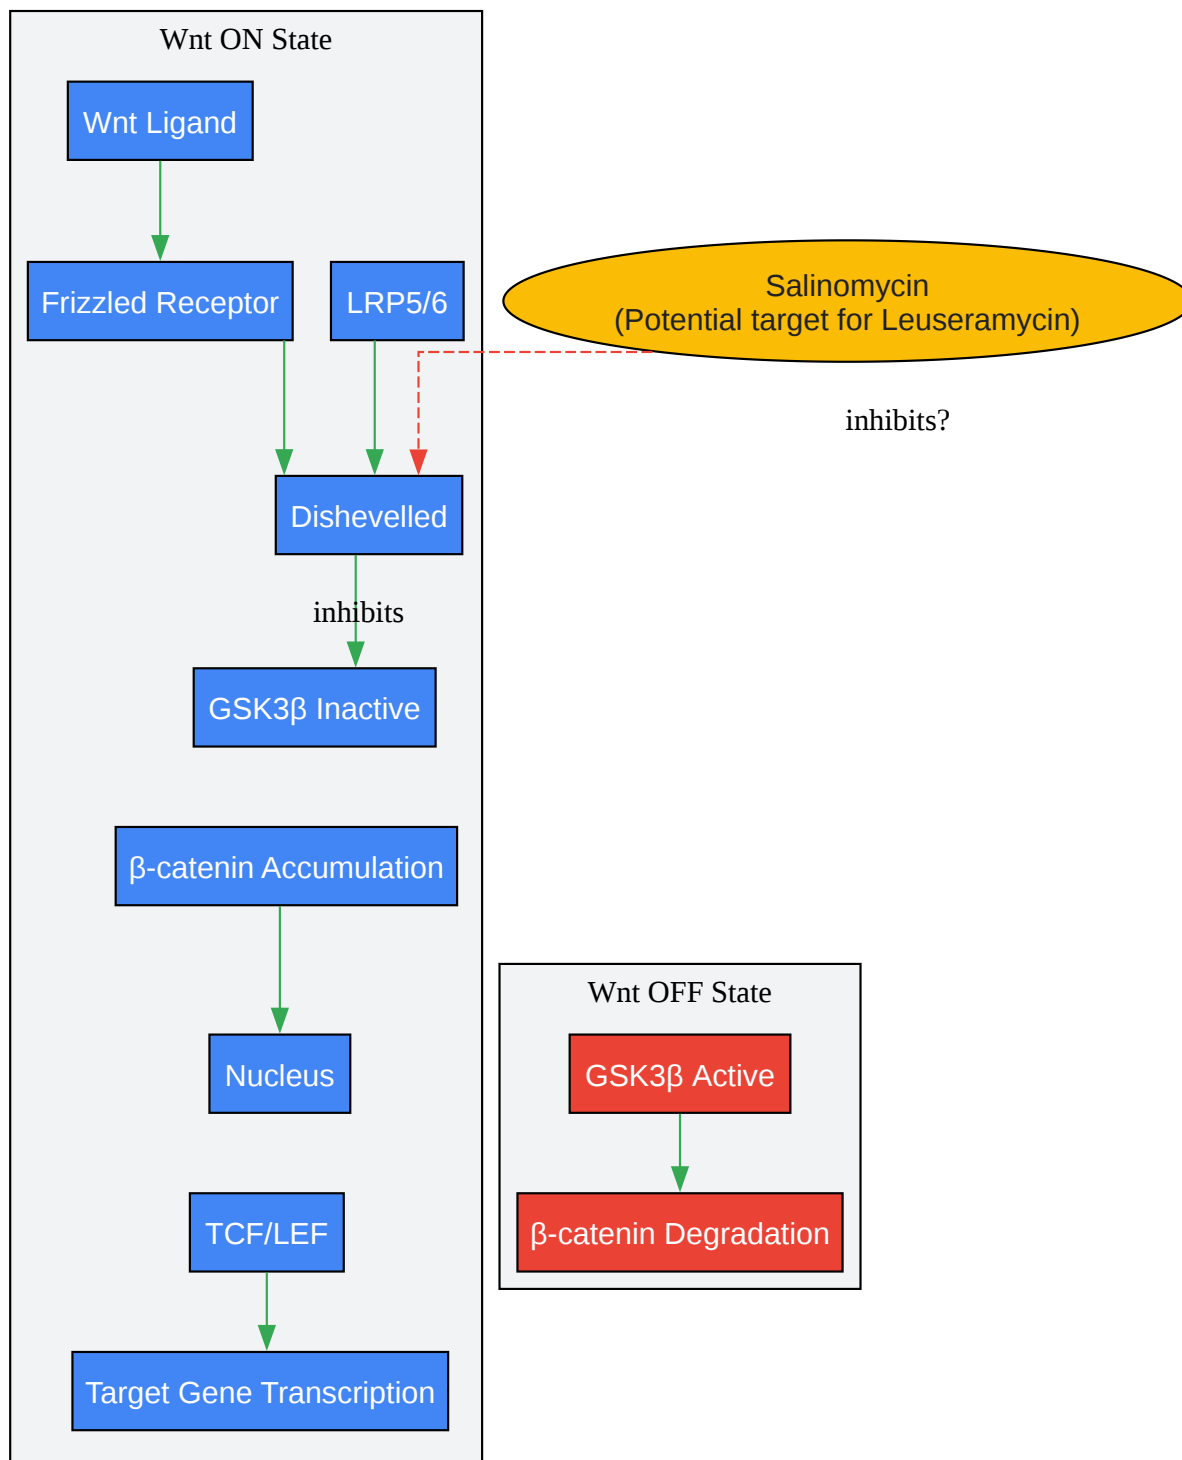 Wnt ON State
Wnt Ligand
Frizzled Receptor
LRP5/6
Salinomycin
(Potential target for Leuseramycin)
inhibits?
Dishevelled
inhibits
GSK3β Inactive
β-catenin Accumulation
Nucleus
TCF/LEF
Target Gene Transcription
Wnt OFF State
GSK3β Active
β-catenin Degradation